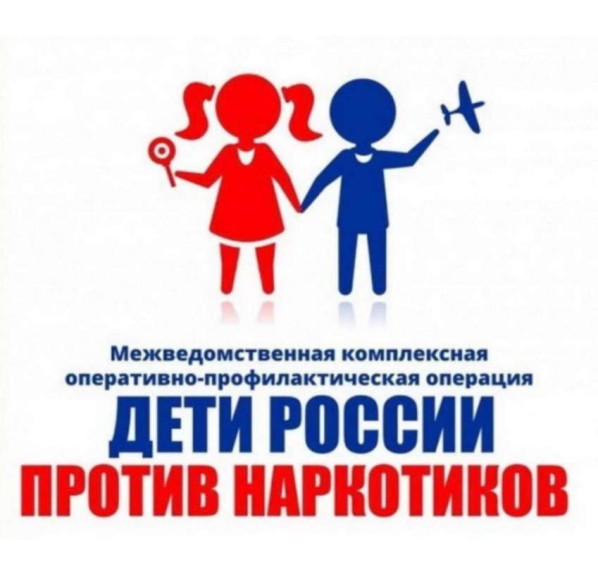 Межведомственная комплексная
оперативно-профилактическая операция
ДЕТИ РОССИИ
ПРОТИВ НАРКОТИКОВ